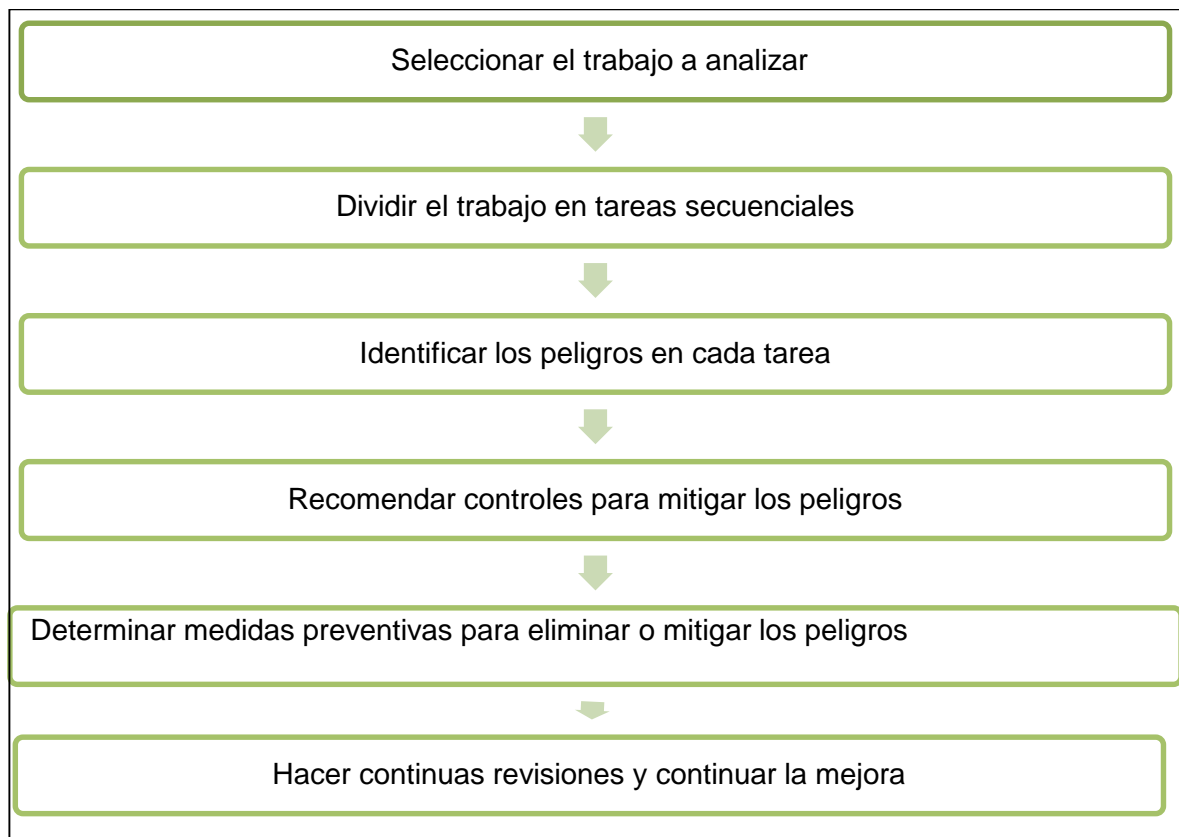 Seleccionar el trabajo a analizar
Dividir el trabajo en tareas secuenciales
Identificar los peligros en cada tarea
Recomendar controles para mitigar los peligros
Determinar medidas preventivas para eliminar o mitigar los peligros
Hacer continuas revisiones y continuar la mejora